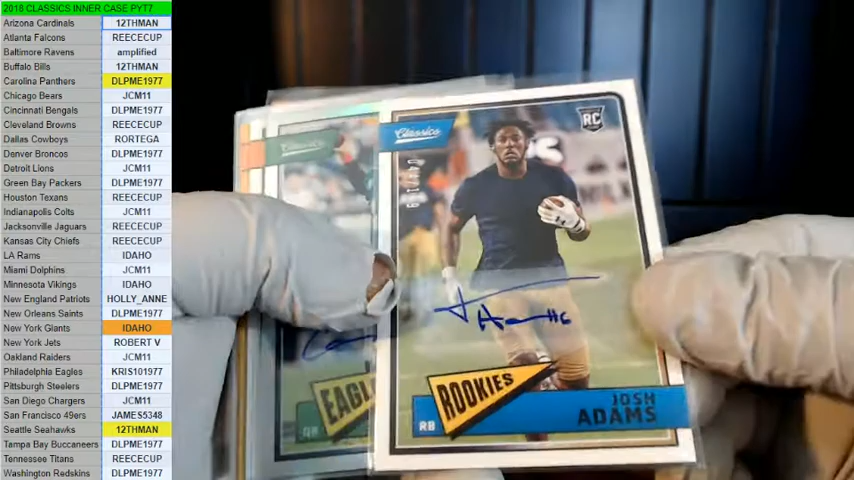 2018 CLASSICS INNER CASE PYT7
Arizona Cardinals 12THMAN
Atlanta Falcons REECECUP
Baltimore Ravens amplified
Buffalo Bills 12THMAN
Carolina Panthers DLPME1977
Chicago Bears JCM11
Cincinnati Bengals DLPME1977
Cleveland Browns REECECUP
Dallas Cowboys RORTEGA
Denver Broncos DLPME1977
Detroit Lions JCM11
Green Bay Packers DLPME1977
Houston Texans REECECUP
Indianapolis Colts JCM11
Jacksonville Jaguars REECECUP
Kansas City Chiefs REECECUP
LA Rams IDAHO
Miami Dolphins JCM11
Minnesota Vikings IDAHO
New England Patriots HOLLY_ANNE
New Orleans Saints DLPME1977
New York Giants IDAHO
New York Jets ROBERT V
Oakland Raiders JCM11
Philadelphia Eagles KRIS101977
Pittsburgh Steelers DLPME1977
San Diego Chargers JCM11
San Francisco 49ers JAMES5348
Seattle Seahawks 12THMAN
Tampa Bay Buccaneers DLPME1977
Tennessee Titans REECECUP
Washington Redskins DLPME1977
Classics
Classics
RC
EAGLE
QB
ROOKIES
RB
JOSH
ADAMS